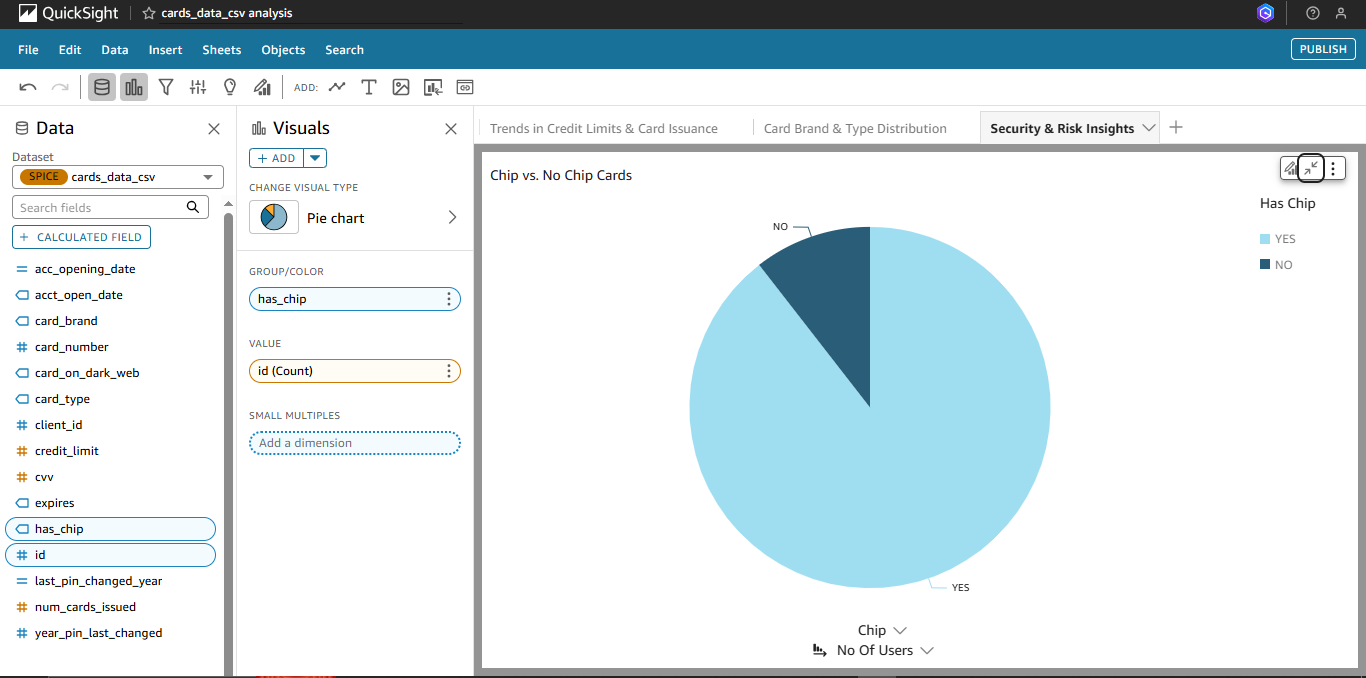 QuickSight
cards_data_csv analysis
File Edit Data Insert Sheets Objects Search
PUBLISH
ADD:
Data
Dataset
SPICE cards_data_csv
Search fields
+ CALCULATED FIELD
acc_opening_date
acct_open_date
card_brand
card_number
card_on_dark_web
card_type
client_id
credit_limit
cvv
expires
has_chip
id
last_pin_changed_year
num_cards_issued
year_pin_last_changed
Visuals
+ ADD
CHANGE VISUAL TYPE
Pie chart
GROUP/COLOR
has_chip
VALUE
id (Count)
SMALL MULTIPLES
Add a dimension
Trends in Credit Limits & Card Issuance
Card Brand & Type Distribution
Security & Risk Insights
Chip vs. No Chip Cards
NO
YES
Has Chip
YES
NO
Chip
No Of Users